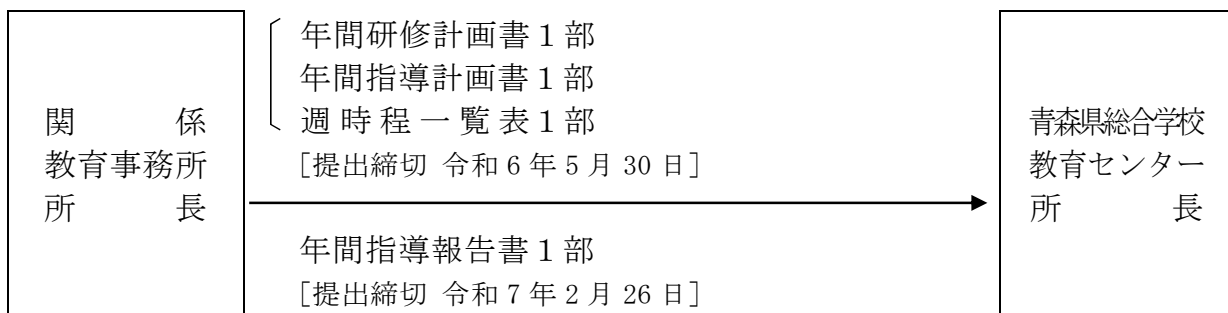 関係
教育事務所
所長
年間研修計画書１部
年間指導計画書１部
週時程一覧表１部
［提出締切 令和６年５月30日］
年間指導報告書１部
［提出締切 令和７年２月26日］
青森県総合学校
教育センター
所長